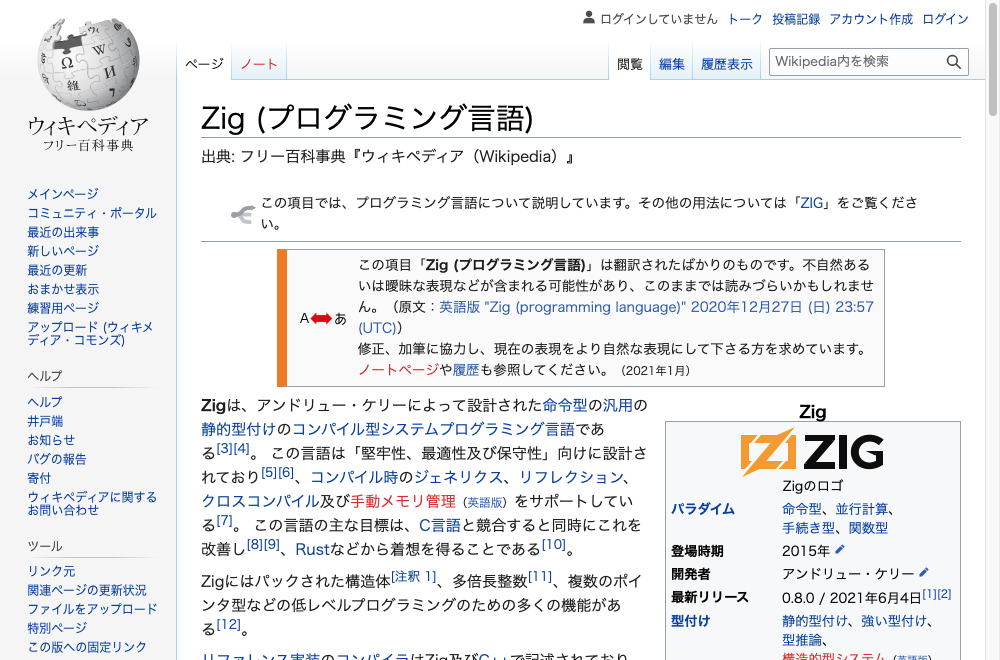 ログインしていません トーク 投稿記録 アカウント作成 ログイン
ページ ノート 閲覧 編集 履歴表示 Wikipedia内を検索
ウィキペディア
フリー百科事典
メインページ
コミュニティ・ポータル
最近の出来事
新しいページ
最近の更新
おまかせ表示
練習用ページ
アップロード (ウィキメ
ディア・コモンズ)
ヘルプ
ヘルプ
井戸端
お知らせ
バグの報告
寄付
ウィキペディアに関する
お問い合わせ
ツール
リンク元
関連ページの更新状況
ファイルをアップロード
特別ページ
この版への固定リンク
Zig (プログラミング言語)
出典: フリー百科事典『ウィキペディア（Wikipedia）』
この項目では、プログラミング言語について説明しています。その他の用法については「ZIG」をご覧くださ
い。
A あ
この項目「Zig (プログラミング言語)」は翻訳されたばかりのものです。不自然ある
いは曖昧な表現などが含まれる可能性があり、このままでは読みづらいかもしれませ
ん。（原文：英語版 "Zig (programming language)" 2020年12月27日 (日) 23:57
(UTC)）
修正、加筆に協力し、現在の表現をより自然な表現にして下さる方を求めています。
ノートページや履歴も参照してください。（2021年1月）
Zigは、アンドリュー・ケリーによって設計された命令型の汎用の
静的型付けのコンパイル型システムプログラミング言語であ
る[3][4]。 この言語は「堅牢性、最適性及び保守性」向けに設計さ
れており[5][6]、コンパイル時のジェネリクス、リフレクション、
クロスコンパイル及び手動メモリ管理（英語版）をサポートしてい
る[7]。 この言語の主な目標は、C言語と競合すると同時にこれを
改善し[8][9]、Rustなどから着想を得ることである[10]。
Zigにはパックされた構造体[注釈 1]、多倍長整数[11]、複数のポイ
ンタ型などの低レベルプログラミングのための多くの機能があ
る[12]。
リファレンス実装のコンパイラはZig及びC++で記述されており
Zig
ZIG
Zigのロゴ
パラダイム 命令型、並行計算、
手続き型、関数型
登場時期 2015年
開発者 アンドリュー・ケリー
最新リリース 0.8.0 / 2021年6月4日[1][2]
型付け 静的型付け、強い型付け、
型推論、
構造的型システム（英語版）